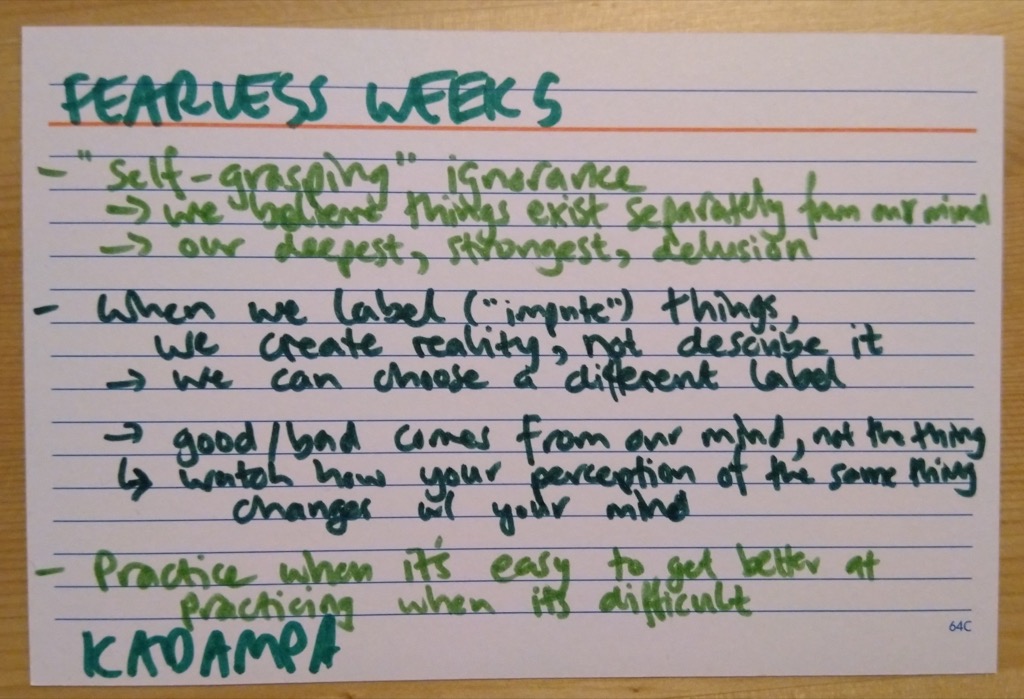 FEARLESS WEEKS
- "self-grasping" ignorance
→ we believe things exist separately from our mind
→ our deepest, strongest, delusion
- When we label ("impute") things,
we create reality, not describe it
→ we can choose a different label
→ good/bad comes from our mind, not the thing
↳ watch how your perception of the same thing
changes w/ your mind
- Practice when it's easy to get better at
practicing when its difficult
64C
KADAMPA